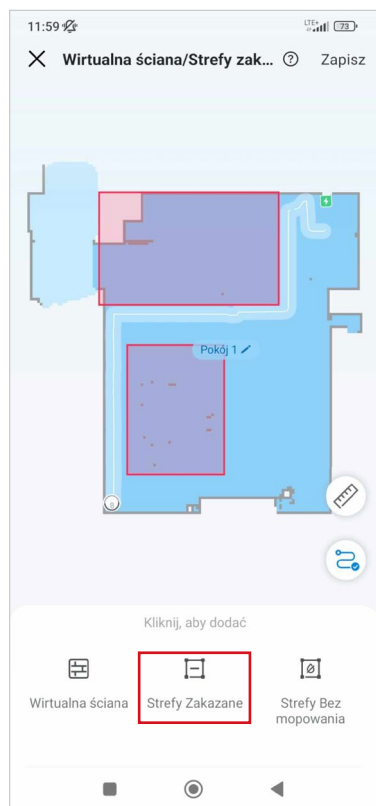 11:59
LTE+
73
Wirtualna ściana/Strefy zak...
Zapisz
Pokój 1
Kliknij, aby dodać
Wirtualna ściana
Strefy Zakazane
Strefy Bez
mopowania